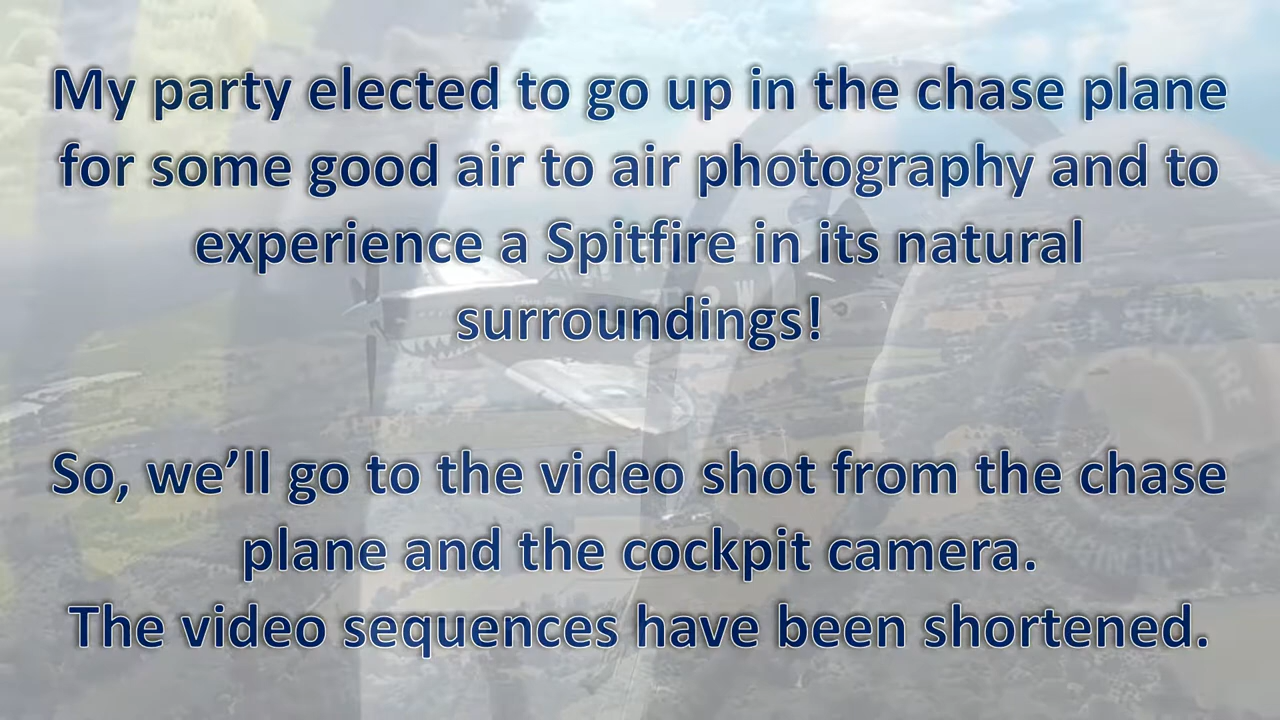 My party elected to go up in the chase plane
for some good air to air photography and to
experience a Spitfire in its natural
surroundings!
So, we’ll go to the video shot from the chase
plane and the cockpit camera.
The video sequences have been shortened.